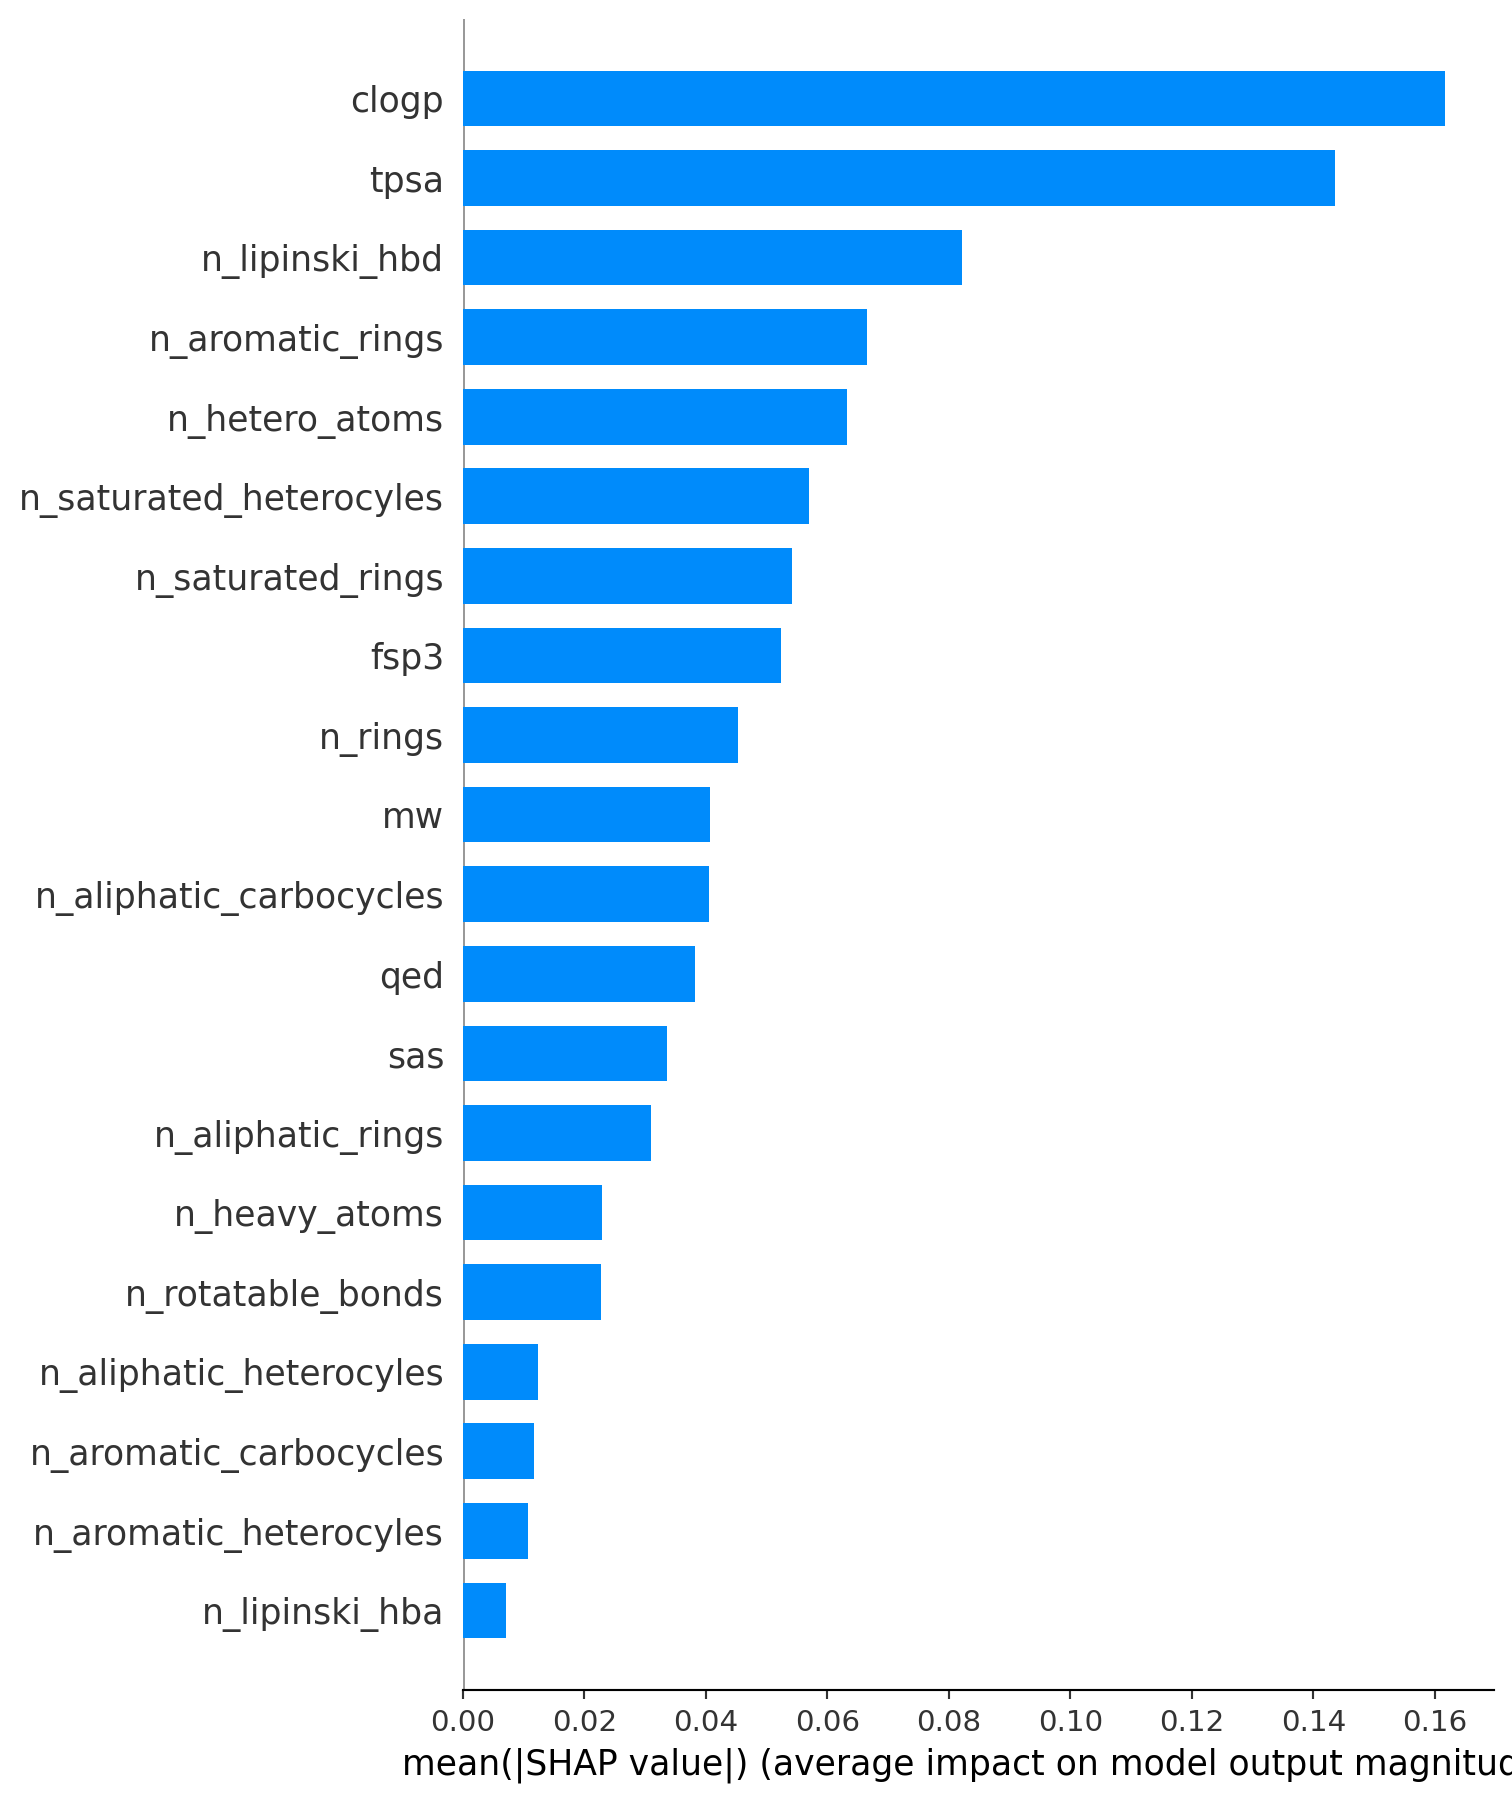 clogp
tpsa
n_lipinski_hbd
n_aromatic_rings
n_hetero_atoms
n_saturated_heterocyles
n_saturated_rings
fsp3
n_rings
mw
n_aliphatic_carbocycles
qed
sas
n_aliphatic_rings
n_heavy_atoms
n_rotatable_bonds
n_aliphatic_heterocyles
n_aromatic_carbocycles
n_aromatic_heterocyles
n_lipinski_hba
0.00 0.02 0.04 0.06 0.08 0.10 0.12 0.14 0.16
mean(|SHAP value|) (average impact on model output magnitud